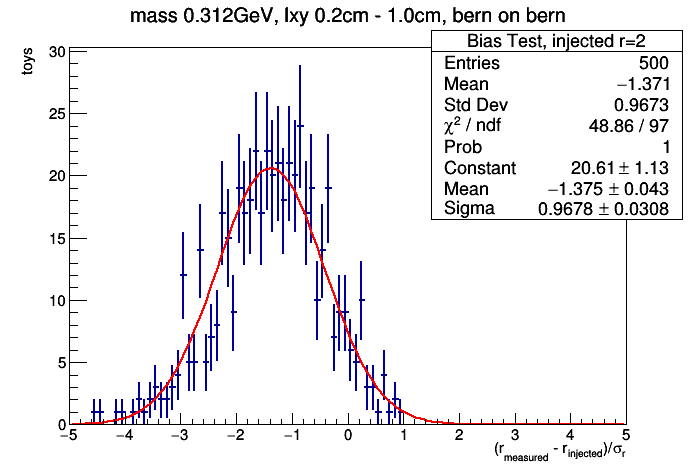 mass 0.312GeV, lxy 0.2cm - 1.0cm, bern on bern
Bias Test, injected r=2
Entries 500
Mean −1.371
Std Dev 0.9673
χ² / ndf 48.86 / 97
Prob 1
Constant 20.61 ± 1.13
Mean −1.375 ± 0.043
Sigma 0.9678 ± 0.0308
toys
30
25
20
15
10
5
0
−5 −4 −3 −2 −1 0 1 2 3 4 5
(r_measured - r_injected)/σ_r